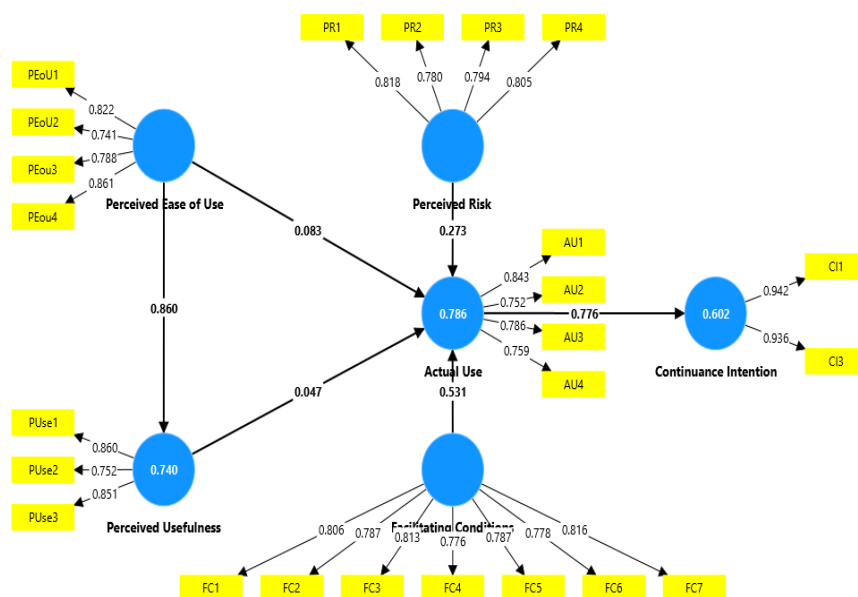 PR1 PR2 PR3 PR4
0.818 0.780 0.794 0.805
PEoU1
PEoU2
PEou3
PEou4
0.822
0.741
0.788
0.861
Perceived Ease of Use
Perceived Risk
0.083
0.273
0.860
AU1
AU2
AU3
AU4
0.843
0.752
0.786
0.759
0.786
Actual Use
0.776
0.602
Continuance Intention
CI1
CI3
0.942
0.936
0.047
0.531
PUse1
PUse2
PUse3
0.860
0.752
0.851
0.740
Perceived Usefulness
Facilitating Conditions
0.806 0.787 0.813 0.776 0.787 0.778 0.816
FC1 FC2 FC3 FC4 FC5 FC6 FC7